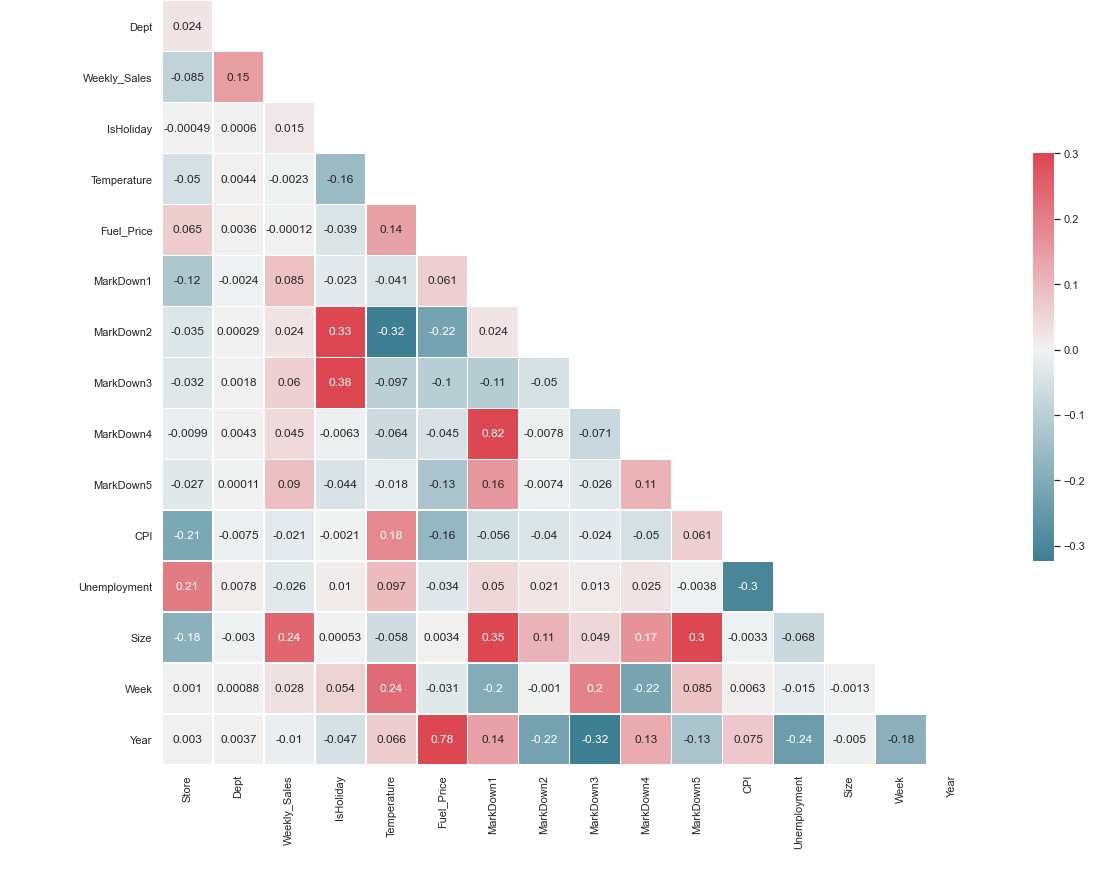 Dept 0.024
Weekly_Sales -0.085 0.15
IsHoliday -0.00049 0.0006 0.015
Temperature -0.05 0.0044 -0.0023 -0.16
Fuel_Price 0.065 0.0036 -0.00012 -0.039 0.14
MarkDown1 -0.12 -0.0024 0.085 -0.023 -0.041 0.061
MarkDown2 -0.035 0.00029 0.024 0.33 -0.32 -0.22 0.024
MarkDown3 -0.032 0.0018 0.06 0.38 -0.097 -0.1 -0.11 -0.05
MarkDown4 -0.0099 0.0043 0.045 -0.0063 -0.064 -0.045 0.82 -0.0078 -0.071
MarkDown5 -0.027 0.00011 0.09 -0.044 -0.018 -0.13 0.16 -0.0074 -0.026 0.11
CPI -0.21 -0.0075 -0.021 -0.0021 0.18 -0.16 -0.056 -0.04 -0.024 -0.05 0.061
Unemployment 0.21 0.0078 -0.026 0.01 0.097 -0.034 0.05 0.021 0.013 0.025 -0.0038 -0.3
Size -0.18 -0.003 0.24 0.00053 -0.058 0.0034 0.35 0.11 0.049 0.17 0.3 -0.0033 -0.068
Week 0.001 0.00088 0.028 0.054 0.24 -0.031 -0.2 -0.001 0.2 -0.22 0.085 0.0063 -0.015 -0.0013
Year 0.003 0.0037 -0.01 -0.047 0.066 0.78 0.14 -0.22 -0.32 0.13 -0.13 0.075 -0.24 -0.005 -0.18
Store
Dept
Weekly_Sales
IsHoliday
Temperature
Fuel_Price
MarkDown1
MarkDown2
MarkDown3
MarkDown4
MarkDown5
CPI
Unemployment
Size
Week
Year
0.3
0.2
0.1
0.0
-0.1
-0.2
-0.3